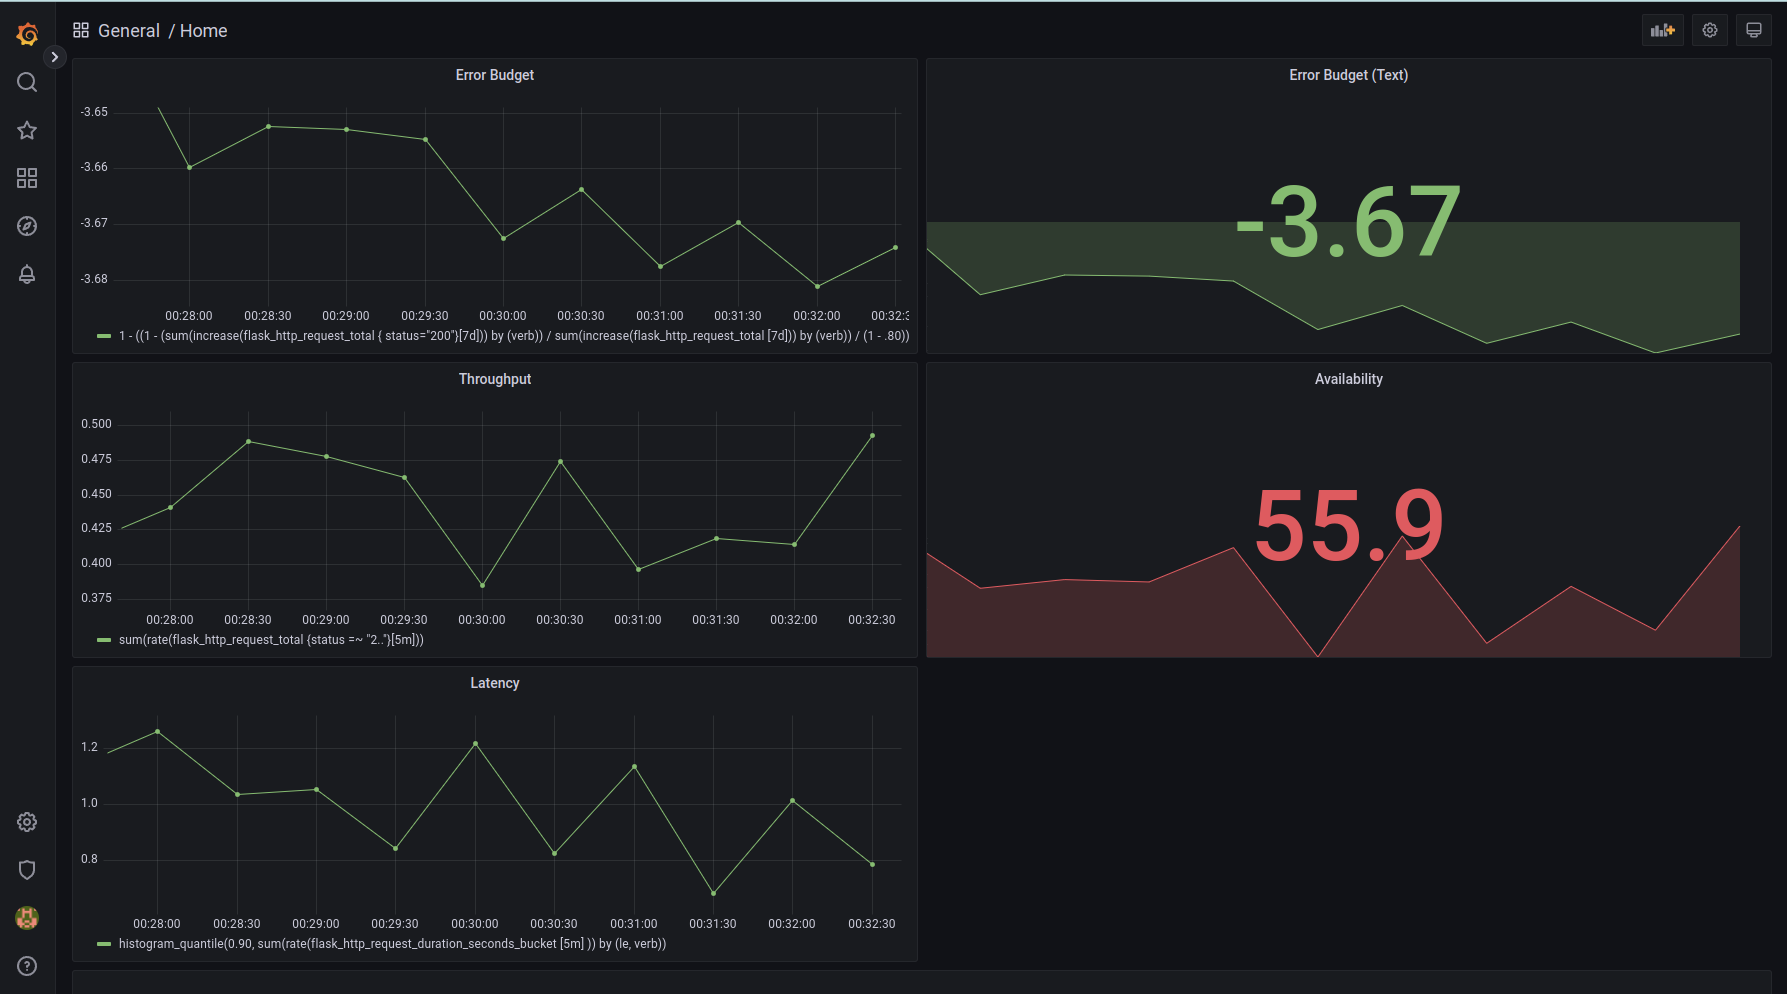 General / Home
Error Budget
-3.65
-3.66
-3.67
-3.68
00:28:00 00:28:30 00:29:00 00:29:30 00:30:00 00:30:30 00:31:00 00:31:30 00:32:00 00:32:3
1 - ((1 - (sum(increase(flask_http_request_total { status="200"}[7d])) by (verb)) / sum(increase(flask_http_request_total [7d])) by (verb)) / (1 - .80))
Error Budget (Text)
-3.67
Throughput
0.500
0.475
0.450
0.425
0.400
0.375
00:28:00 00:28:30 00:29:00 00:29:30 00:30:00 00:30:30 00:31:00 00:31:30 00:32:00 00:32:30
sum(rate(flask_http_request_total {status =~ "2.."}[5m]))
Availability
55.9
Latency
1.2
1.0
0.8
00:28:00 00:28:30 00:29:00 00:29:30 00:30:00 00:30:30 00:31:00 00:31:30 00:32:00 00:32:30
histogram_quantile(0.90, sum(rate(flask_http_request_duration_seconds_bucket [5m] )) by (le, verb))